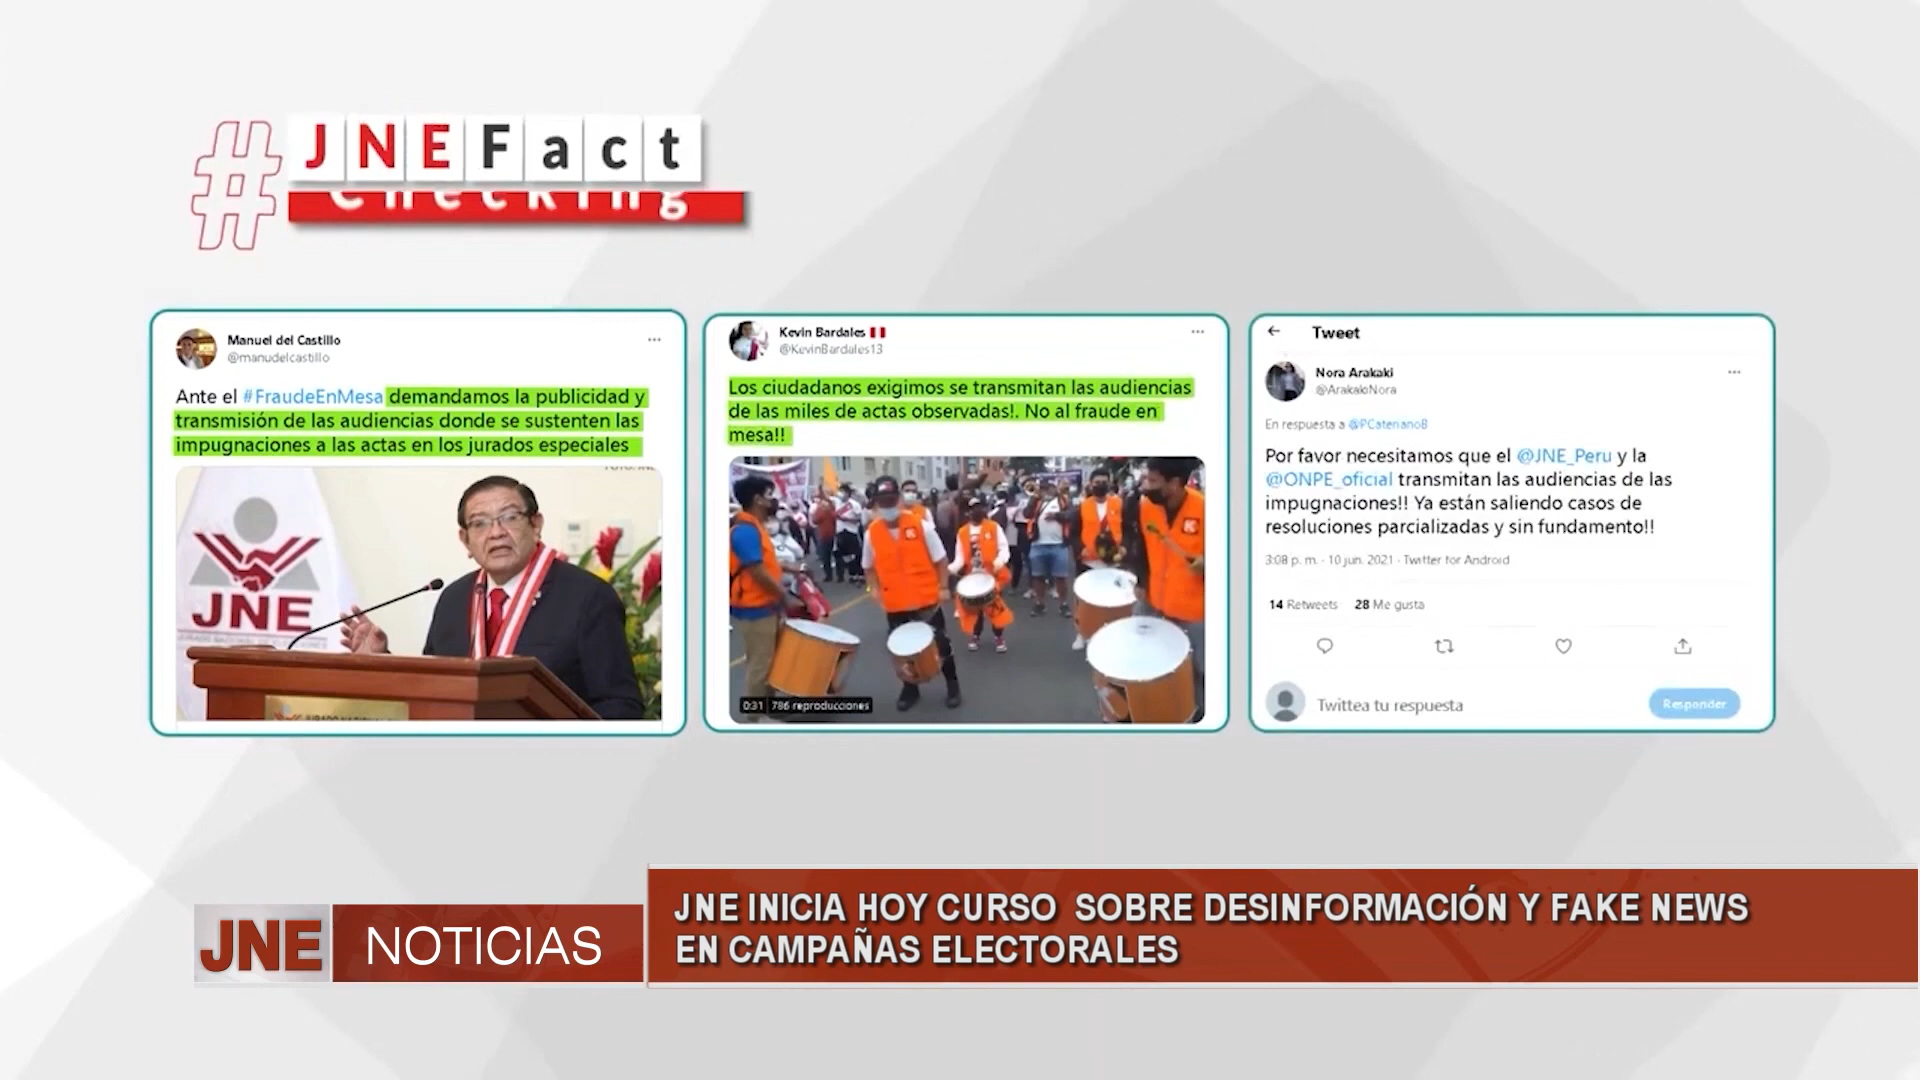 # JNEFact
Checking
Manuel del Castillo
@manudelcastillo
Ante el #FraudeEnMesa demandamos la publicidad y
transmisión de las audiencias donde se sustenten las
impugnaciones a las actas en los jurados especiales
JNE
Kevin Bardales
@KevinBardales13
Los ciudadanos exigimos se transmitan las audiencias
de las miles de actas observadas!. No al fraude en
mesa!!
K
0:31 786 reproducciones
Tweet
Nora Arakaki
@ArakakiNora
En respuesta a @PCaterianoB
Por favor necesitamos que el @JNE_Peru y la
@ONPE_oficial transmitan las audiencias de las
impugnaciones!! Ya están saliendo casos de
resoluciones parcializadas y sin fundamento!!
3:08 p. m. · 10 jun. 2021 · Twitter for Android
14 Retweets 28 Me gusta
Twittea tu respuesta
Responder
JNE NOTICIAS
JNE INICIA HOY CURSO SOBRE DESINFORMACIÓN Y FAKE NEWS
EN CAMPAÑAS ELECTORALES